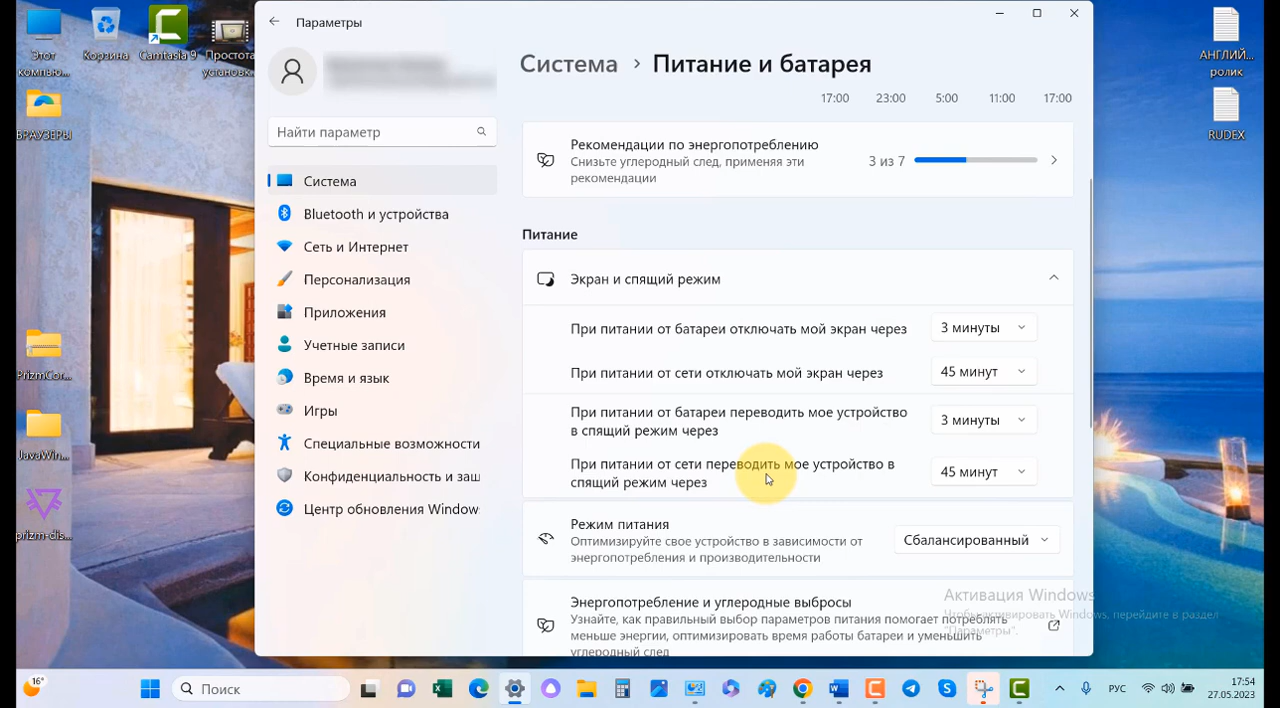 Этот
компью...
Корзина
Camtasia 9
Простота
установк...
БРАУЗЕРЫ
PrizmCor...
JavaWin...
prizm-dis...
Параметры
Найти параметр
Система
Bluetooth и устройства
Сеть и Интернет
Персонализация
Приложения
Учетные записи
Время и язык
Игры
Специальные возможности
Конфиденциальность и защ
Центр обновления Window
Система › Питание и батарея
17:00 23:00 5:00 11:00 17:00
Рекомендации по энергопотреблению
Снизьте углеродный след, применяя эти
рекомендации
3 из 7
Питание
Экран и спящий режим
При питании от батареи отключать мой экран через
3 минуты
При питании от сети отключать мой экран через
45 минут
При питании от батареи переводить мое устройство
в спящий режим через
3 минуты
При питании от сети переводить мое устройство в
спящий режим через
45 минут
Режим питания
Оптимизируйте свое устройство в зависимости от
энергопотребления и производительности
Сбалансированный
Энергопотребление и углеродные выбросы
Узнайте, как правильный выбор параметров питания помогает потреблять
меньше энергии, оптимизировать время работы батареи и уменьшить
углеродный след
Активация Windows
Чтобы активировать Windows, перейдите в раздел
"Параметры".
АНГЛИЙ...
ролик
RUDEX
16°
Поиск
РУС
17:54
27.05.2023